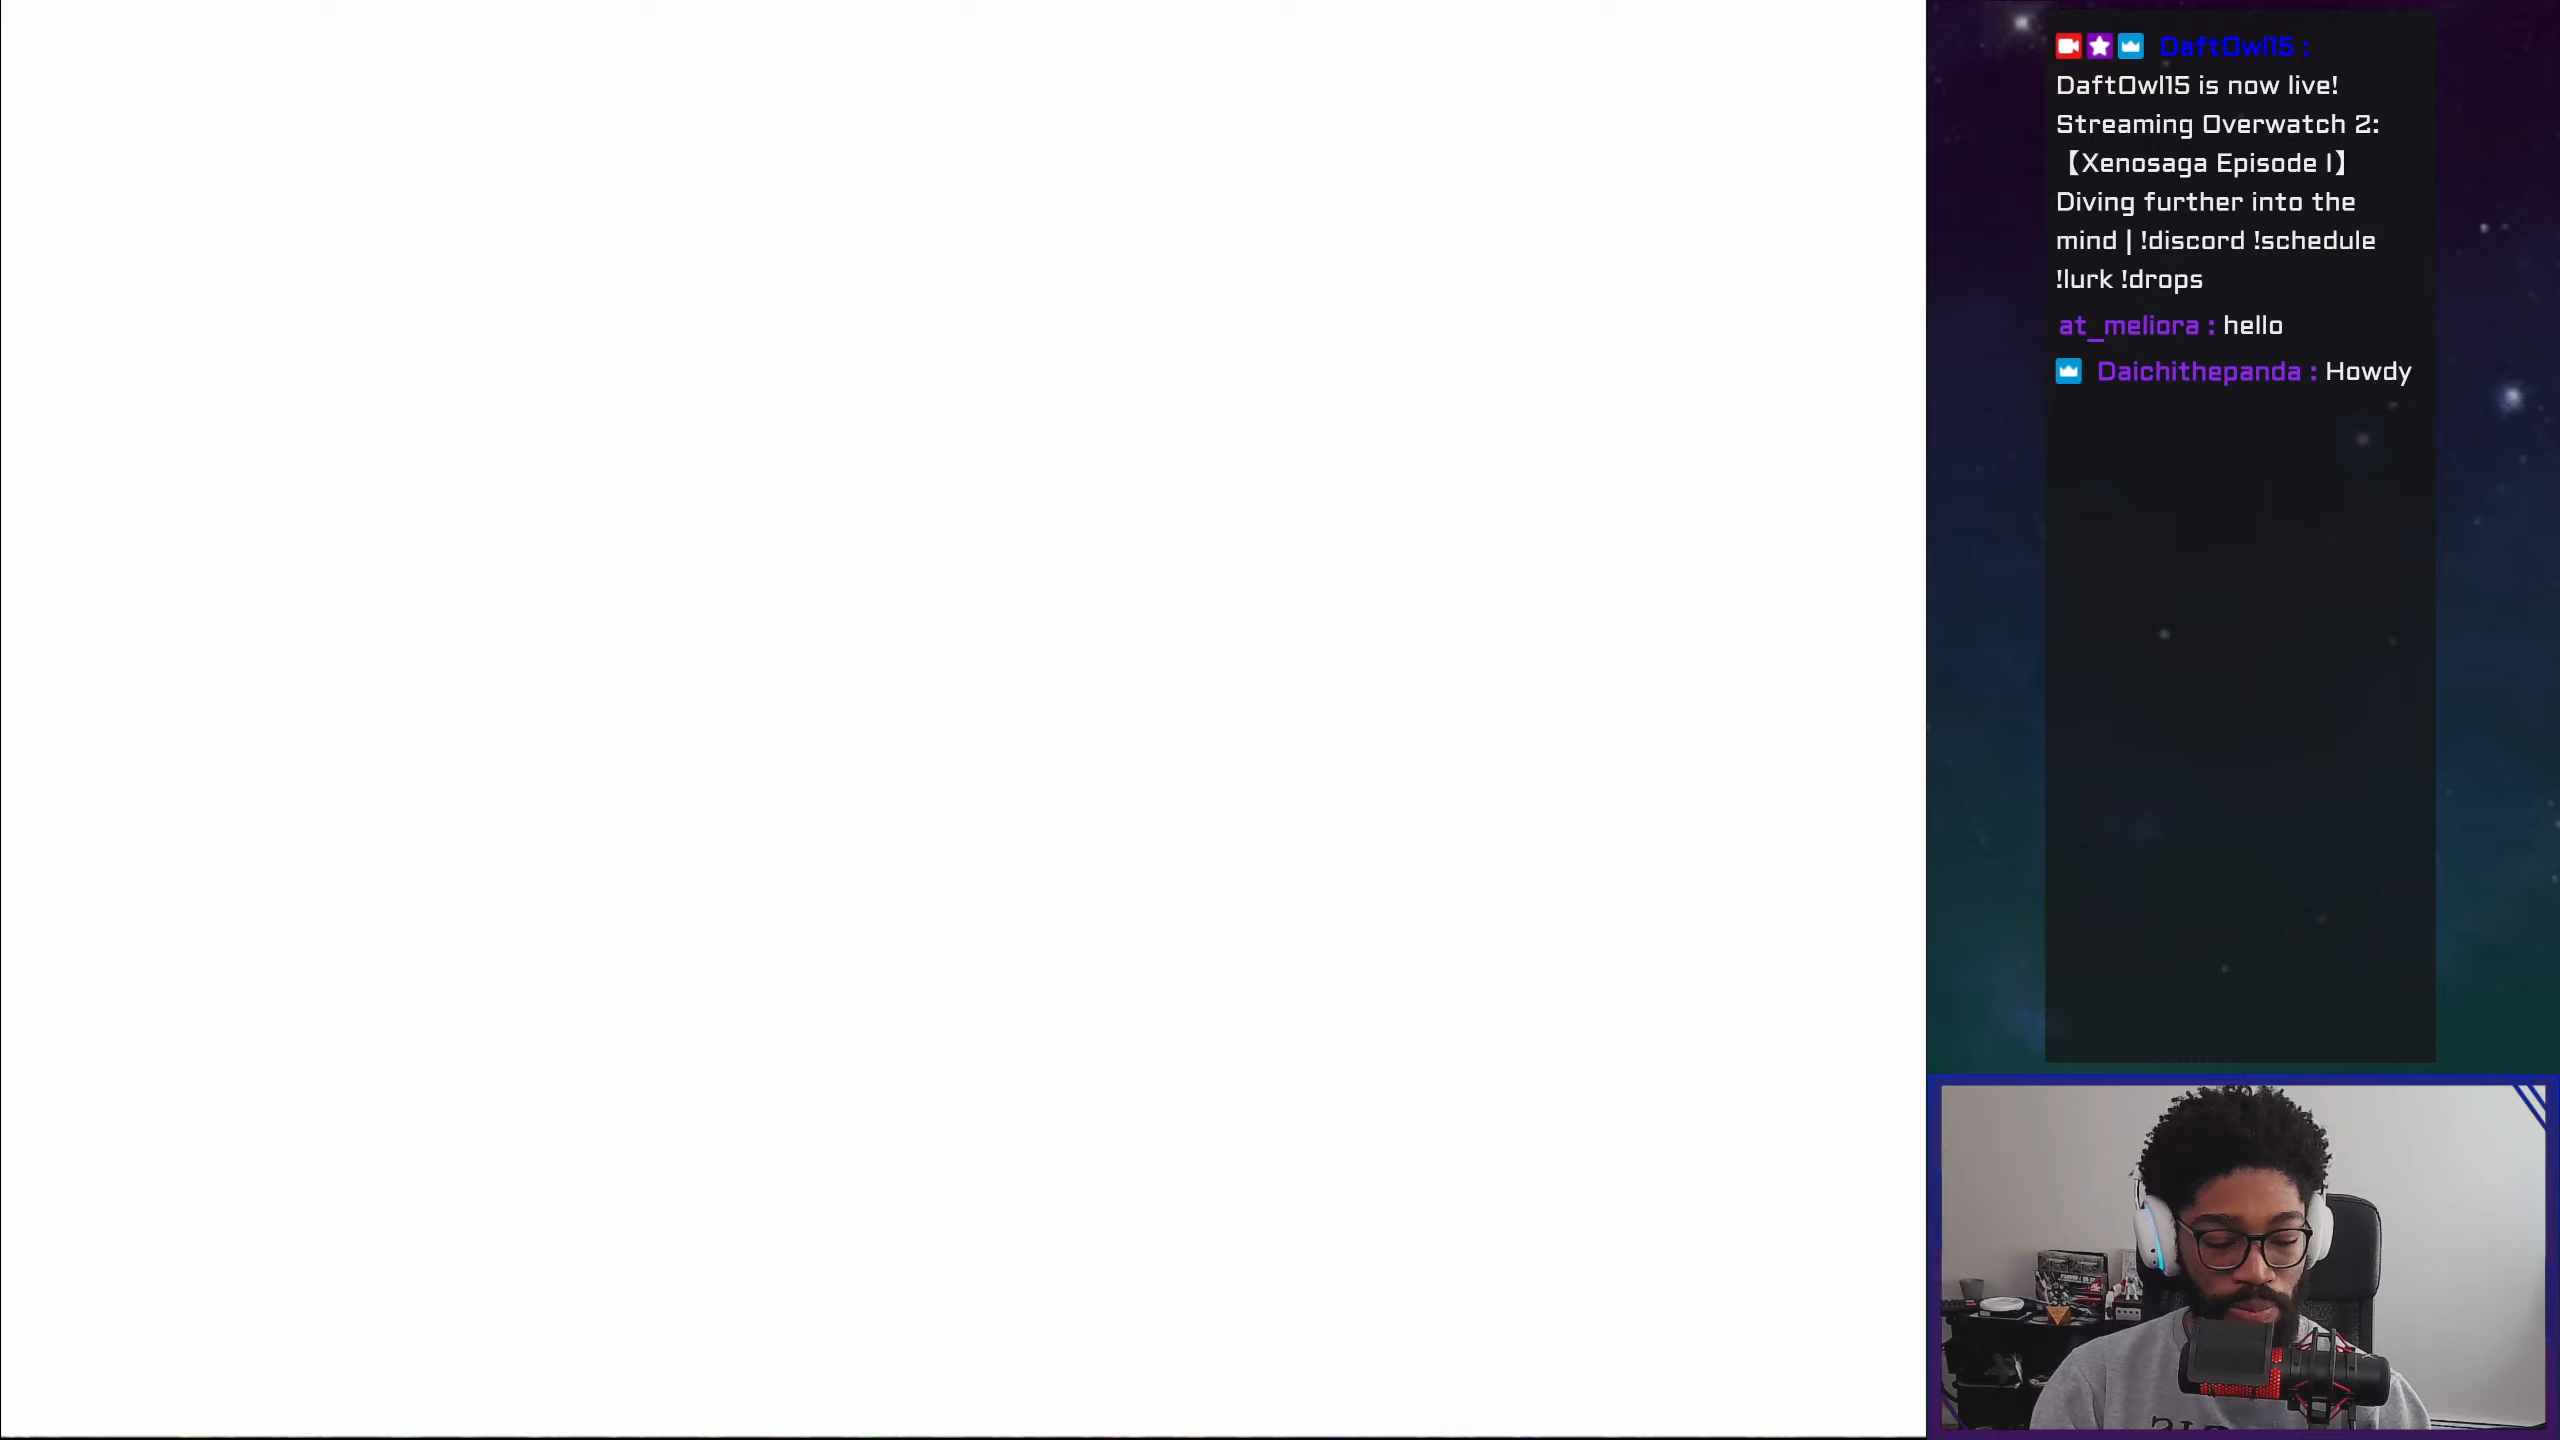 DaftOwl15 :
DaftOwl15 is now live!
Streaming Overwatch 2:
【Xenosaga Episode I】
Diving further into the
mind | !discord !schedule
!lurk !drops
at_meliora : hello
Daichithepanda : Howdy